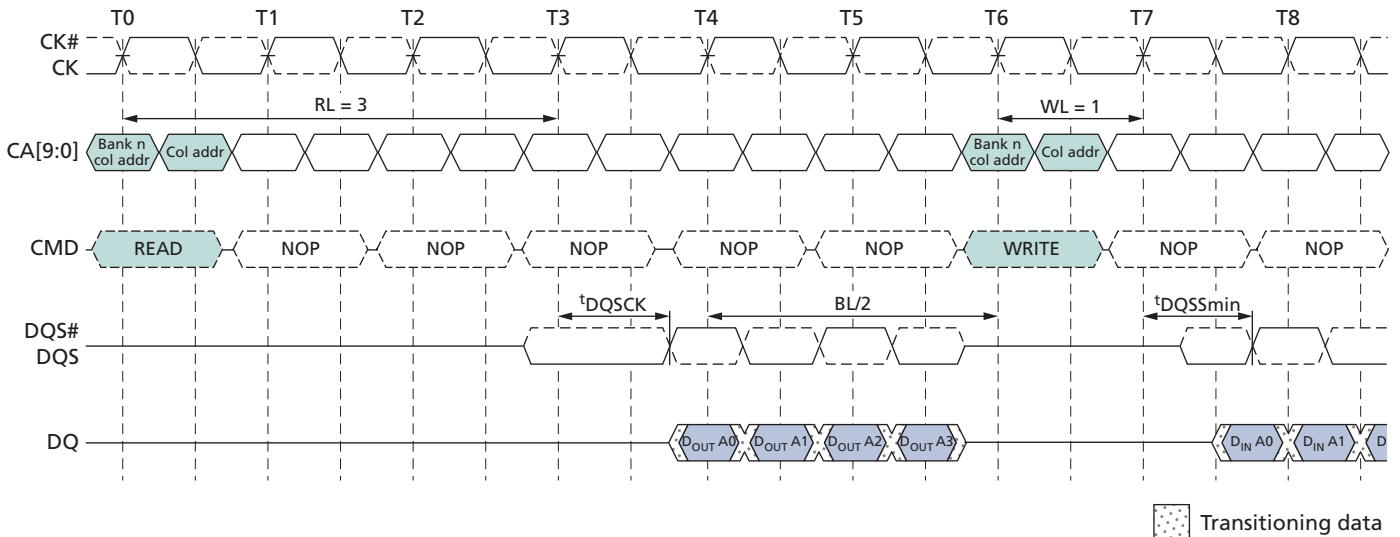 T0 T1 T2 T3 T4 T5 T6 T7 T8
CK#
CK
RL = 3 WL = 1
CA[9:0] Bank n col addr Col addr Bank n col addr Col addr
CMD READ NOP NOP NOP NOP NOP WRITE NOP NOP
tDQSCK BL/2 tDQSSmin
DQS#
DQS
DQ DOUT A0 DOUT A1 DOUT A2 DOUT A3 DIN A0 DIN A1 D
Transitioning data